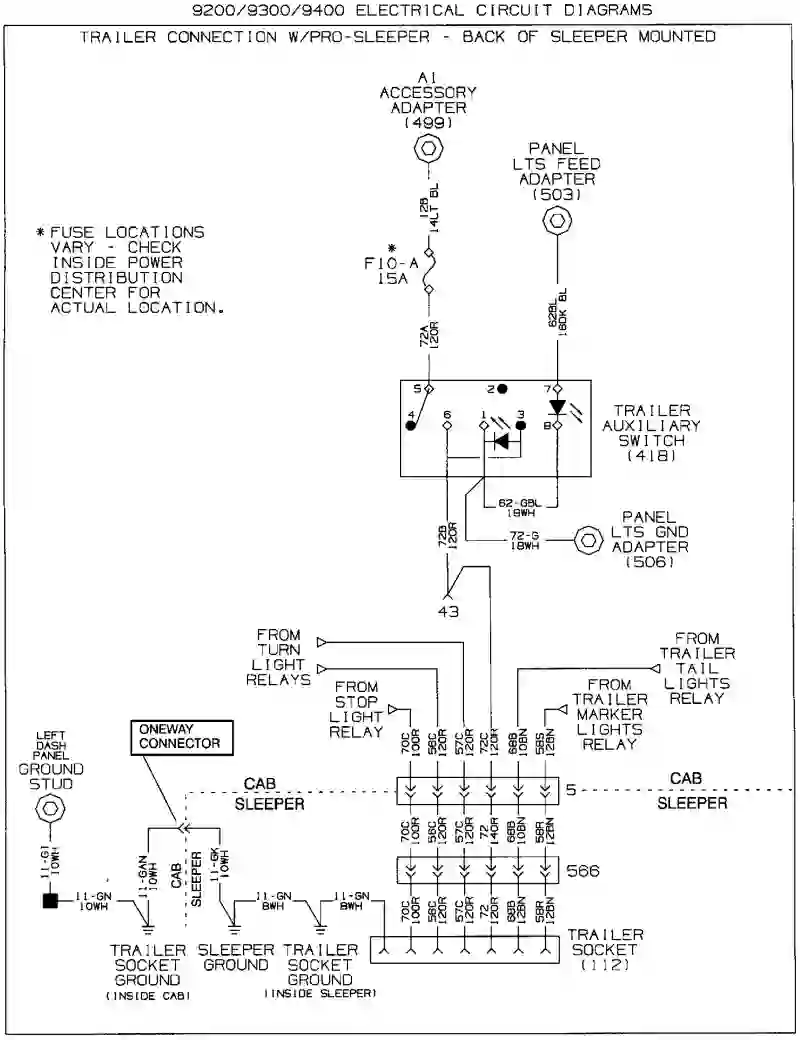 9200/9300/9400 ELECTRICAL CIRCUIT DIAGRAMS
TRAILER CONNECTION W/PRO-SLEEPER - BACK OF SLEEPER MOUNTED
A1
ACCESSORY
ADAPTER
(499)
PANEL
LTS FEED
ADAPTER
(503)
* FUSE LOCATIONS
VARY - CHECK
INSIDE POWER
DISTRIBUTION
CENTER FOR
ACTUAL LOCATION.
12B
14LT BL
*
F10-A
15A
72A
12OR
62BL
18DK BL
5
2
7
4
6
1
3
8
TRAILER
AUXILIARY
SWITCH
(418)
62-GBL
18WH
72B
12OR
72-G
18WH
PANEL
LTS GND
ADAPTER
(506)
43
FROM
TURN
LIGHT
RELAYS
FROM
STOP
LIGHT
RELAY
FROM
TRAILER
TAIL
LIGHTS
RELAY
FROM
TRAILER
MARKER
LIGHTS
RELAY
70C
10OR
56C
12OR
57C
12OR
72C
12OR
68B
10BN
58S
12BN
LEFT
DASH
PANEL
GROUND
STUD
ONEWAY
CONNECTOR
CAB
SLEEPER
5
CAB
SLEEPER
70C
10OR
56C
12OR
57C
12OR
72
14OR
68B
12BN
58R
12BN
566
11-G1
10WH
11-GAN
10WH
CAB
SLEEPER
11-GK
10WH
11-GN
10WH
11-GN
8WH
11-GN
8WH
70C
10OR
56C
12OR
57C
12OR
72
12OR
68B
12BN
58R
12BN
TRAILER
SOCKET
GROUND
(INSIDE CAB)
SLEEPER
GROUND
TRAILER
SOCKET
GROUND
(INSIDE SLEEPER)
TRAILER
SOCKET
(112)